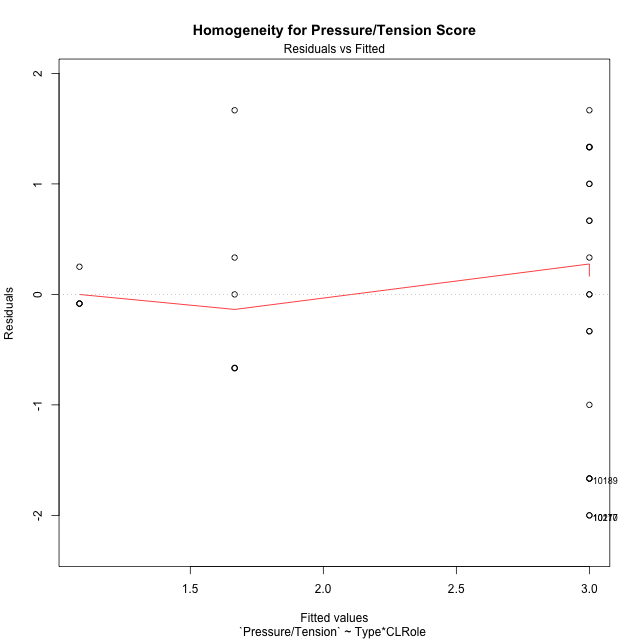 Homogeneity for Pressure/Tension Score
Residuals vs Fitted
2
1
0
-1
-2
Residuals
10189
1.5 2.0 2.5 3.0
Fitted values
`Pressure/Tension` ~ Type*CLRole